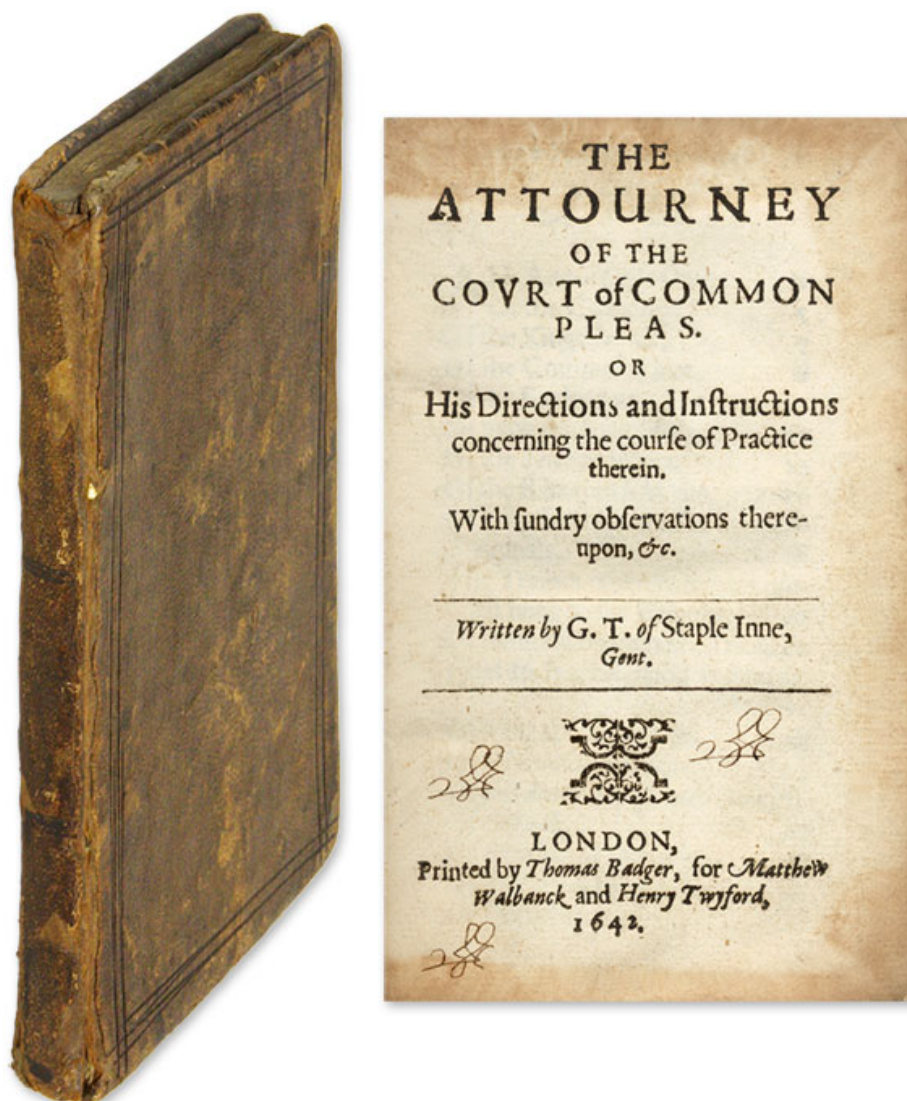 THE
ATTOURNEY
OF THE
COVRT of COMMON
PLEAS.
OR
His Directions and Inſtructions
concerning the courſe of Practice
therein.
With ſundry obſervations there-
upon, &c.
Written by G. T. of Staple Inne,
Gent.
LONDON,
Printed by Thomas Badger, for Matthew
Walbanck and Henry Twyford,
1642.